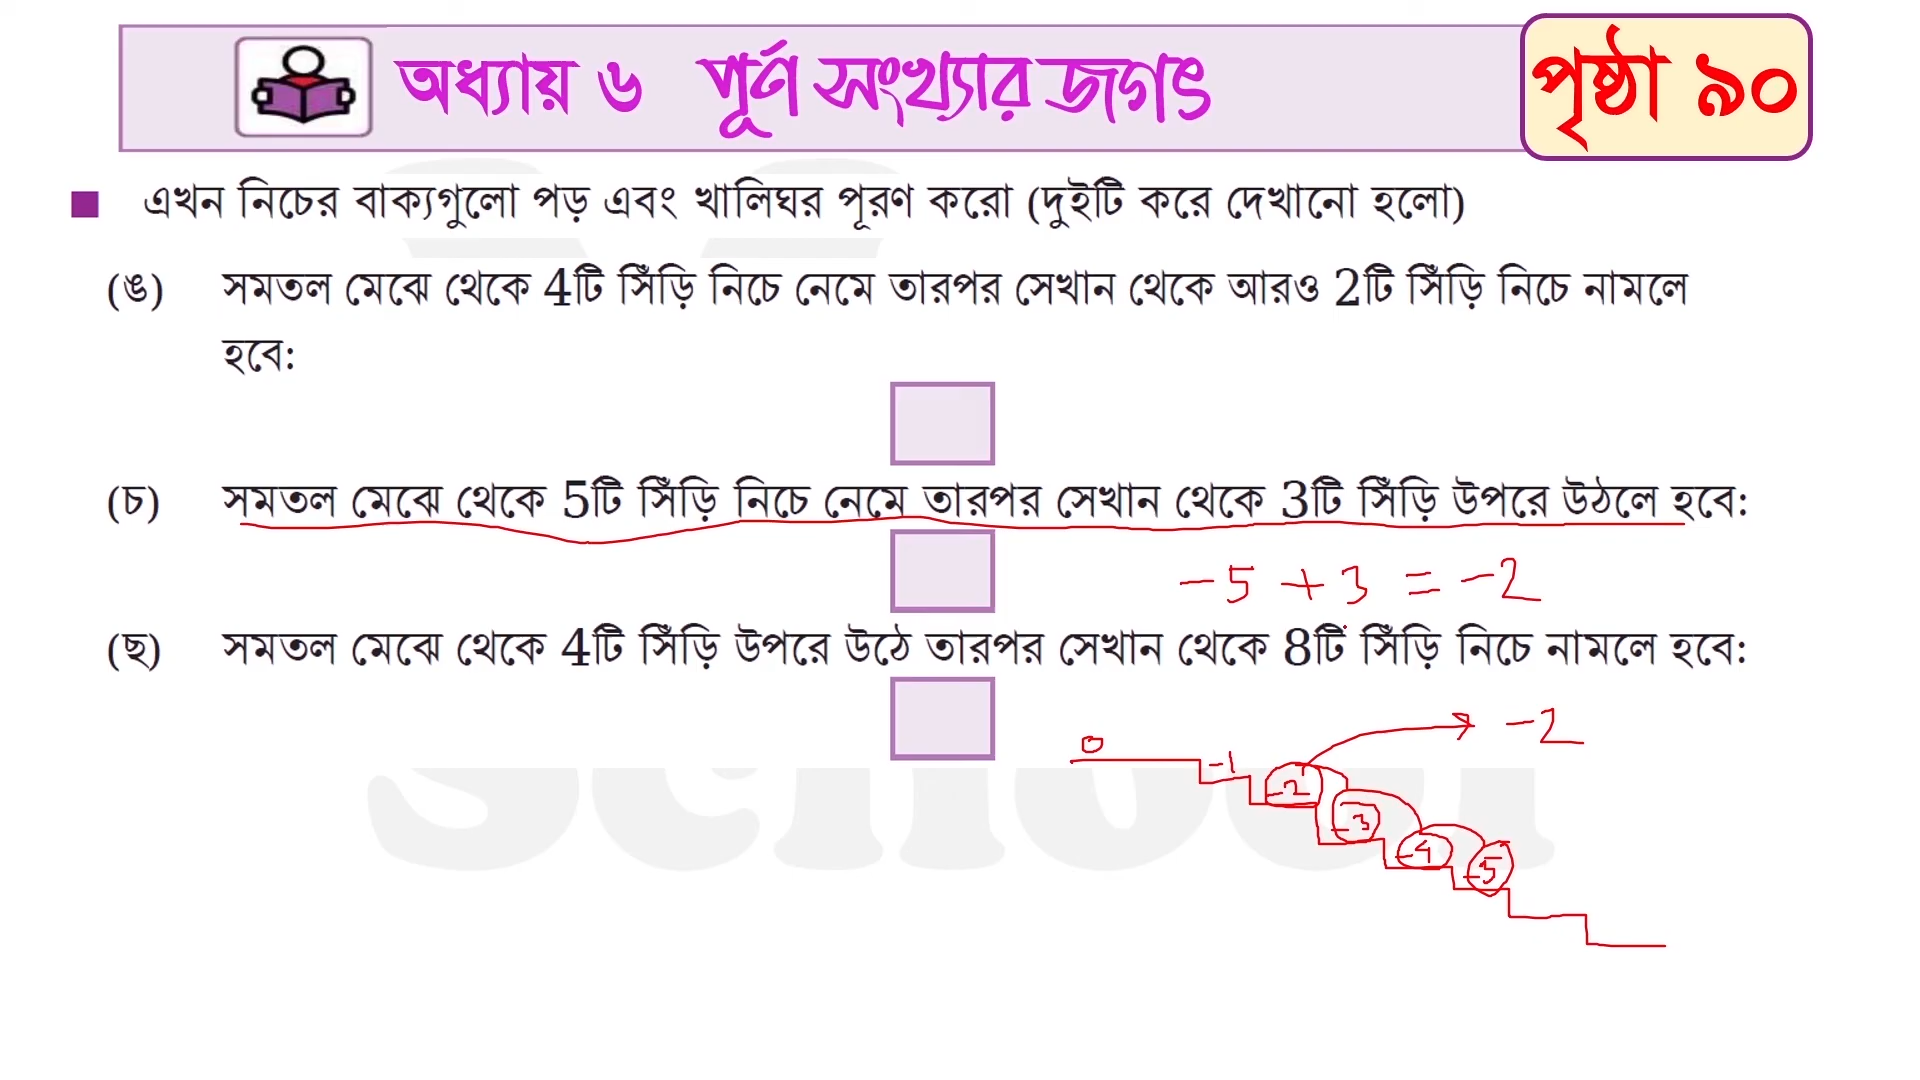 অধ্যায় ৬ পূর্ণ সংখ্যার জগৎ
পৃষ্ঠা ৯০
■ এখন নিচের বাক্যগুলো পড় এবং খালিঘর পূরণ করো (দুইটি করে দেখানো হলো)
(ঙ) সমতল মেঝে থেকে 4টি সিঁড়ি নিচে নেমে তারপর সেখান থেকে আরও 2টি সিঁড়ি নিচে নামলে
হবে:
(চ) সমতল মেঝে থেকে 5টি সিঁড়ি নিচে নেমে তারপর সেখান থেকে 3টি সিঁড়ি উপরে উঠলে হবে:
-5 + 3 = -2
(ছ) সমতল মেঝে থেকে 4টি সিঁড়ি উপরে উঠে তারপর সেখান থেকে 8টি সিঁড়ি নিচে নামলে হবে:
0
-1
-2
-2
-3
-4
-5
School